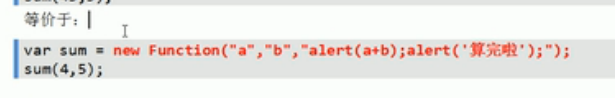 等价于：
var sum = new Function("a","b","alert(a+b);alert('算完啦');");
sum(4,5);